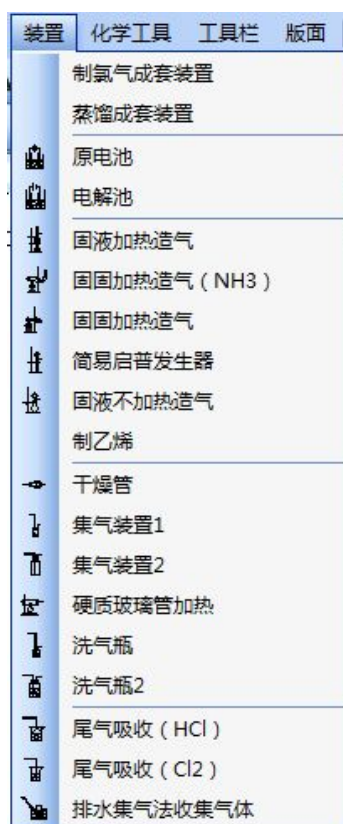 装置 化学工具 工具栏 版面
制氯气成套装置
蒸馏成套装置
原电池
电解池
固液加热造气
固固加热造气(NH3)
固固加热造气
简易启普发生器
固液不加热造气
制乙烯
干燥管
集气装置1
集气装置2
硬质玻璃管加热
洗气瓶
洗气瓶2
尾气吸收(HCl)
尾气吸收(Cl2)
排水集气法收集气体